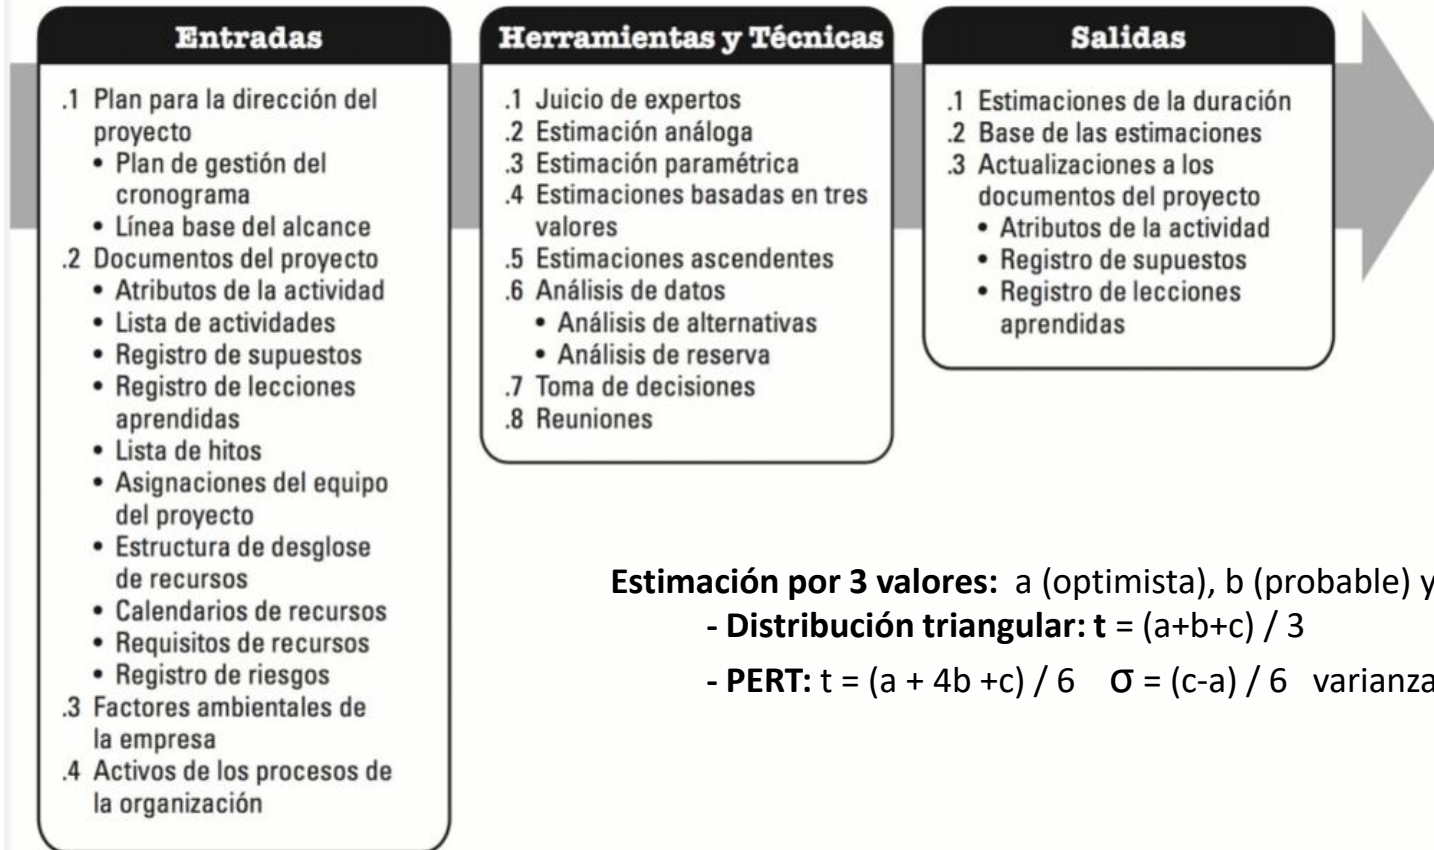 Entradas
.1 Plan para la dirección del
proyecto
• Plan de gestión del
cronograma
• Línea base del alcance
.2 Documentos del proyecto
• Atributos de la actividad
• Lista de actividades
• Registro de supuestos
• Registro de lecciones
aprendidas
• Lista de hitos
• Asignaciones del equipo
del proyecto
• Estructura de desglose
de recursos
• Calendarios de recursos
• Requisitos de recursos
• Registro de riesgos
.3 Factores ambientales de
la empresa
.4 Activos de los procesos de
la organización
Herramientas y Técnicas
.1 Juicio de expertos
.2 Estimación análoga
.3 Estimación paramétrica
.4 Estimaciones basadas en tres
valores
.5 Estimaciones ascendentes
.6 Análisis de datos
• Análisis de alternativas
• Análisis de reserva
.7 Toma de decisiones
.8 Reuniones
Salidas
.1 Estimaciones de la duración
.2 Base de las estimaciones
.3 Actualizaciones a los
documentos del proyecto
• Atributos de la actividad
• Registro de supuestos
• Registro de lecciones
aprendidas
Estimación por 3 valores: a (optimista), b (probable) y
- Distribución triangular: t = (a+b+c) / 3
- PERT: t = (a + 4b +c) / 6 σ = (c-a) / 6 varianza